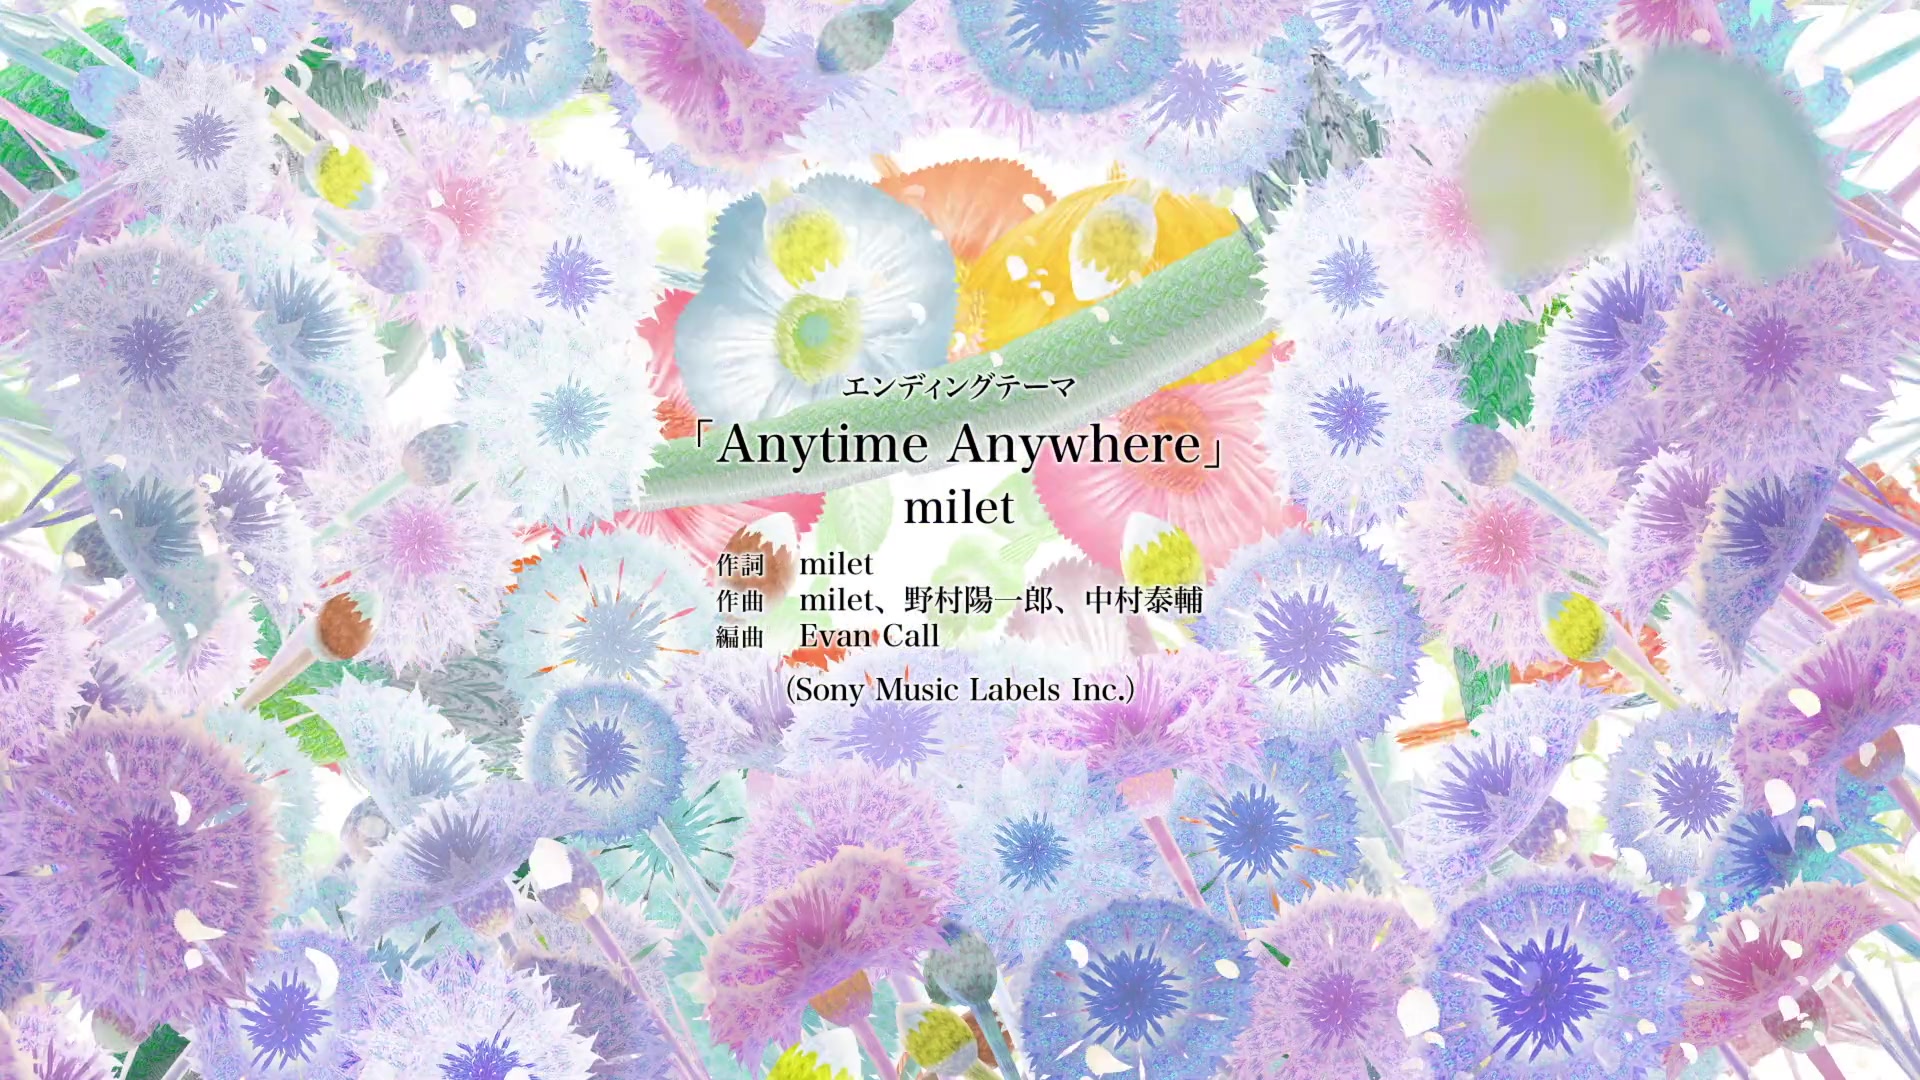 エンディングテーマ
「Anytime Anywhere」
milet
作詞 milet
作曲 milet、野村陽一郎、中村泰輔
編曲 Evan Call
(Sony Music Labels Inc.)